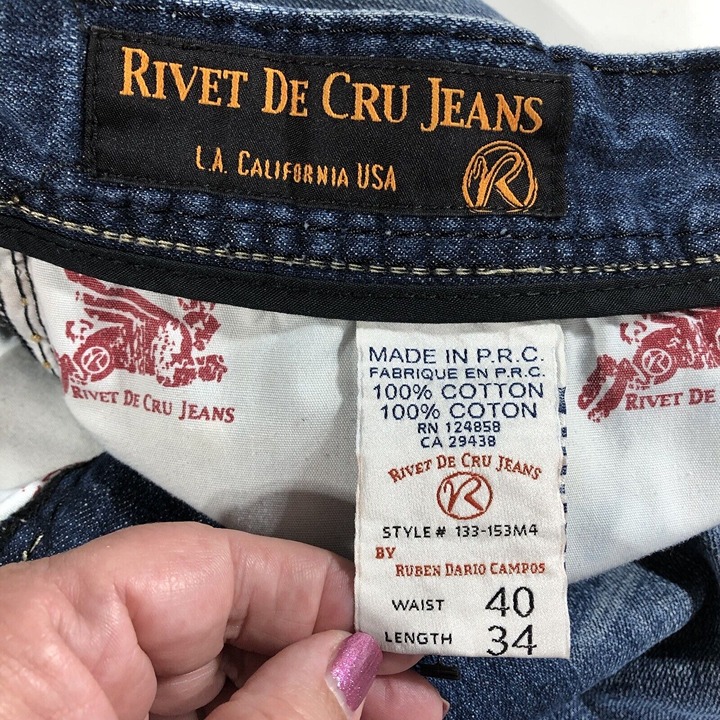 RIVET DE CRU JEANS
L.A. CALIFORNIA USA
R
RIVET DE CRU JEANS
RIVET DE
MADE IN P.R.C.
FABRIQUE EN P.R.C.
100% COTTON
100% COTON
RN 124858
CA 29438
RIVET DE CRU JEANS
R
STYLE# 133-153M4
BY
RUBEN DARIO CAMPOS
WAIST 40
LENGTH 34